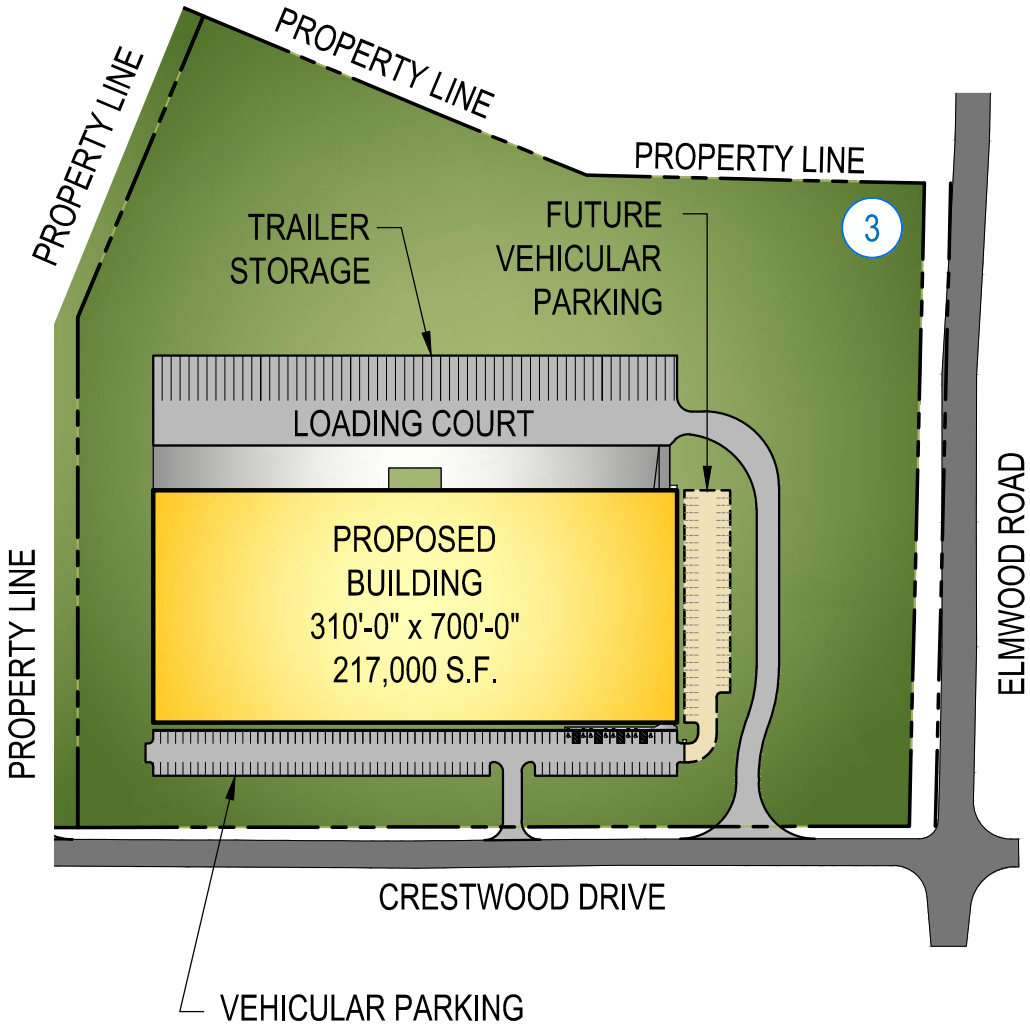 PROPERTY LINE
PROPERTY LINE
PROPERTY LINE
TRAILER
STORAGE
FUTURE
VEHICULAR
PARKING
3
LOADING COURT
PROPOSED
BUILDING
310'-0" x 700'-0"
217,000 S.F.
PROPERTY LINE
ELMWOOD ROAD
CRESTWOOD DRIVE
VEHICULAR PARKING